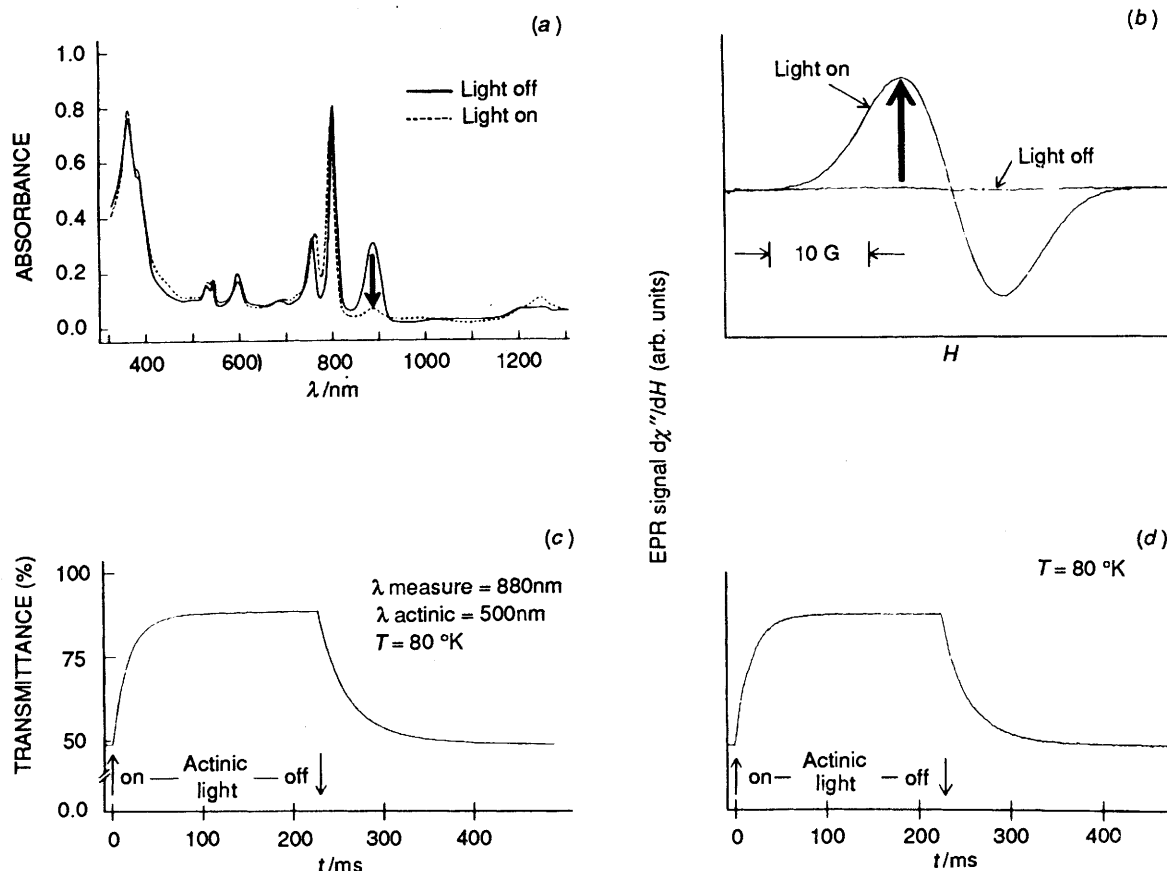 (a)
1.0
0.8
0.6
0.4
0.2
0.0
ABSORBANCE
Light off
Light on
400
600
800
1000
1200
λ/nm
(b)
Light on
Light off
10 G
H
EPR signal dχ″/dH (arb. units)
(c)
100
75
50
0.0
TRANSMITTANCE (%)
λ measure = 880nm
λ actinic = 500nm
T = 80 °K
on — Actinic — off
light
0
100
200
300
400
t/ms
(d)
T = 80 °K
on – Actinic – off
light
0
100
200
300
400
t/ms